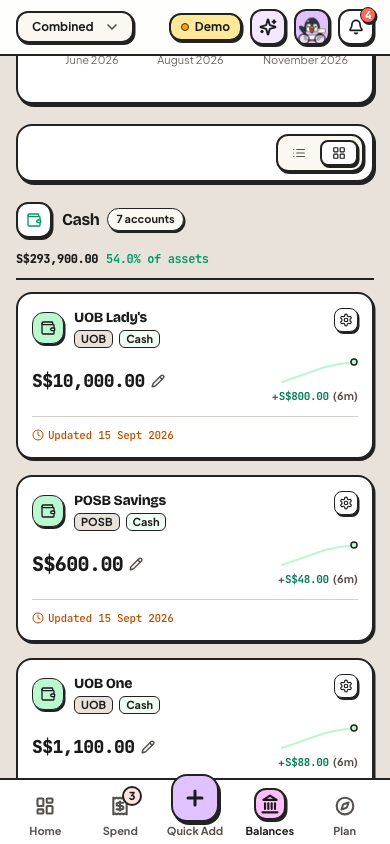 Combined
Demo
4
June 2026 August 2026 November 2026
Cash 7 accounts
S$293,900.00 54.0% of assets
UOB Lady's
UOB Cash
S$10,000.00
+S$800.00 (6m)
Updated 15 Sept 2026
POSB Savings
POSB Cash
S$600.00
+S$48.00 (6m)
Updated 15 Sept 2026
UOB One
UOB Cash
S$1,100.00
+S$88.00 (6m)
3
Home Spend Quick Add Balances Plan